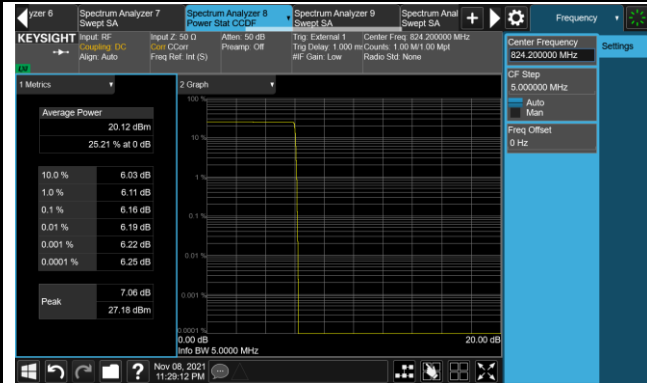 yzer 6
Spectrum Analyzer 7
Swept SA
Spectrum Analyzer 8
Power Stat CCDF
Spectrum Analyzer 9
Swept SA
Spectrum Anal
Swept SA
Frequency
KEYSIGHT
Input: RF
Coupling: DC
Align: Auto
Input Z: 50 Ω
Corr CCorr
Freq Ref: Int (S)
Atten: 50 dB
Preamp: Off
Trig: External 1
Trig Delay: 1.000 ms
#IF Gain: Low
Center Freq: 824.200000 MHz
Counts: 1.00 M/1.00 Mpt
Radio Std: None
Center Frequency
824.200000 MHz
Settings
CF Step
5.000000 MHz
Auto
Man
Freq Offset
0 Hz
1 Metrics
2 Graph
Average Power
20.12 dBm
25.21 % at 0 dB
10.0 % 6.03 dB
1.0 % 6.11 dB
0.1 % 6.16 dB
0.01 % 6.19 dB
0.001 % 6.22 dB
0.0001 % 6.25 dB
Peak
7.06 dB
27.18 dBm
100 %
10 %
1 %
0.1 %
0.01 %
0.001 %
0.0001 %
0.00 dB
20.00 dB
Info BW 5.0000 MHz
Nov 08, 2021
11:29:12 PM